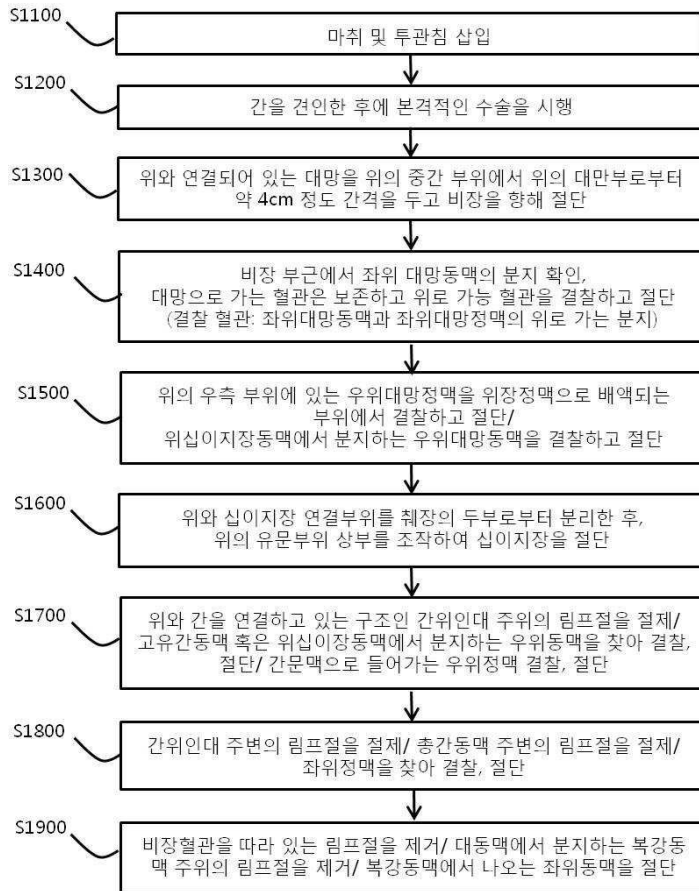 S1100
마취 및 투관침 삽입
S1200
간을 견인한 후에 본격적인 수술을 시행
S1300
위와 연결되어 있는 대망을 위의 중간 부위에서 위의 대만부로부터
약 4cm 정도 간격을 두고 비장을 향해 절단
S1400
비장 부근에서 좌위 대망동맥의 분지 확인,
대망으로 가는 혈관은 보존하고 위로 가능 혈관을 결찰하고 절단
(결찰 혈관: 좌위대망동맥과 좌위대망정맥의 위로 가는 분지)
S1500
위의 우측 부위에 있는 우위대망정맥을 위장정맥으로 배액되는
부위에서 결찰하고 절단/
위십이지장동맥에서 분지하는 우위대망동맥을 결찰하고 절단
S1600
위와 십이지장 연결부위를 췌장의 두부로부터 분리한 후,
위의 유문부위 상부를 조작하여 십이지장을 절단
S1700
위와 간을 연결하고 있는 구조인 간위인대 주위의 림프절을 절제/
고유간동맥 혹은 위십이장동맥에서 분지하는 우위동맥을 찾아 결찰,
절단/ 간문맥으로 들어가는 우위정맥 결찰, 절단
S1800
간위인대 주변의 림프절을 절제/ 총간동맥 주변의 림프절을 절제/
좌위정맥을 찾아 결찰, 절단
S1900
비장혈관을 따라 있는 림프절을 제거/ 대동맥에서 분지하는 복강동
맥 주위의 림프절을 제거/ 복강동맥에서 나오는 좌위동맥을 절단